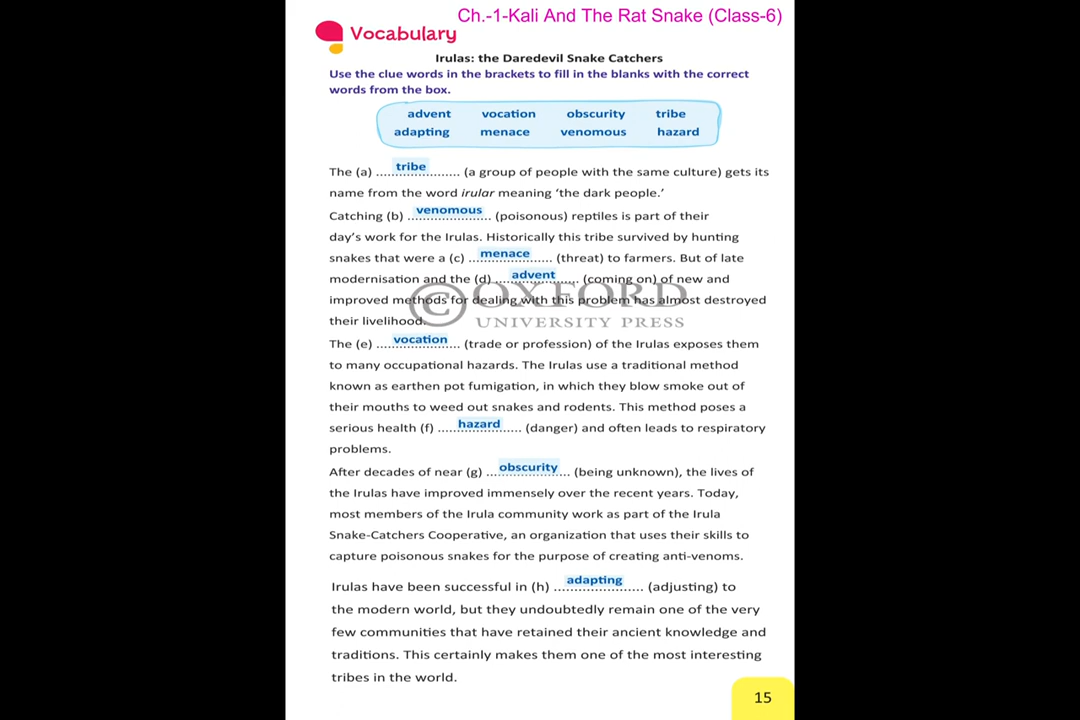 Ch.-1-Kali And The Rat Snake (Class-6)
Vocabulary
Irulas: the Daredevil Snake Catchers
Use the clue words in the brackets to fill in the blanks with the correct
words from the box.
advent vocation obscurity tribe
adapting menace venomous hazard
The (a) ...tribe... (a group of people with the same culture) gets its
name from the word irular meaning ‘the dark people.’
Catching (b) ...venomous... (poisonous) reptiles is part of their
day’s work for the Irulas. Historically this tribe survived by hunting
snakes that were a (c) ...menace... (threat) to farmers. But of late
modernisation and the (d) ...advent... (coming on) of new and
improved methods for dealing with this problem has almost destroyed
their livelihood.
© OXFORD
UNIVERSITY PRESS
The (e) ...vocation... (trade or profession) of the Irulas exposes them
to many occupational hazards. The Irulas use a traditional method
known as earthen pot fumigation, in which they blow smoke out of
their mouths to weed out snakes and rodents. This method poses a
serious health (f) ...hazard... (danger) and often leads to respiratory
problems.
After decades of near (g) ...obscurity... (being unknown), the lives of
the Irulas have improved immensely over the recent years. Today,
most members of the Irula community work as part of the Irula
Snake-Catchers Cooperative, an organization that uses their skills to
capture poisonous snakes for the purpose of creating anti-venoms.
Irulas have been successful in (h) ...adapting... (adjusting) to
the modern world, but they undoubtedly remain one of the very
few communities that have retained their ancient knowledge and
traditions. This certainly makes them one of the most interesting
tribes in the world.
15